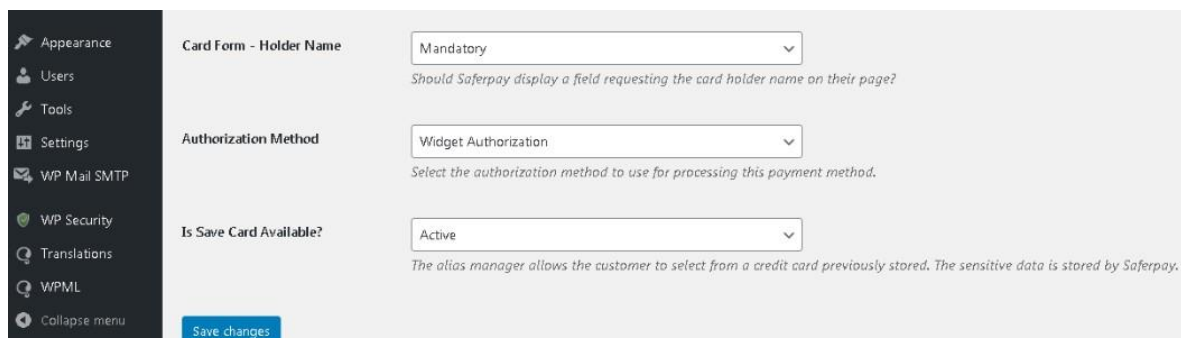 Appearance
Users
Tools
Settings
WP Mail SMTP
WP Security
Translations
WPML
Collapse menu
Card Form - Holder Name
Mandatory
Should Saferpay display a field requesting the card holder name on their page?
Authorization Method
Widget Authorization
Select the authorization method to use for processing this payment method.
Is Save Card Available?
Active
The alias manager allows the customer to select from a credit card previously stored. The sensitive data is stored by Saferpay.
Save changes